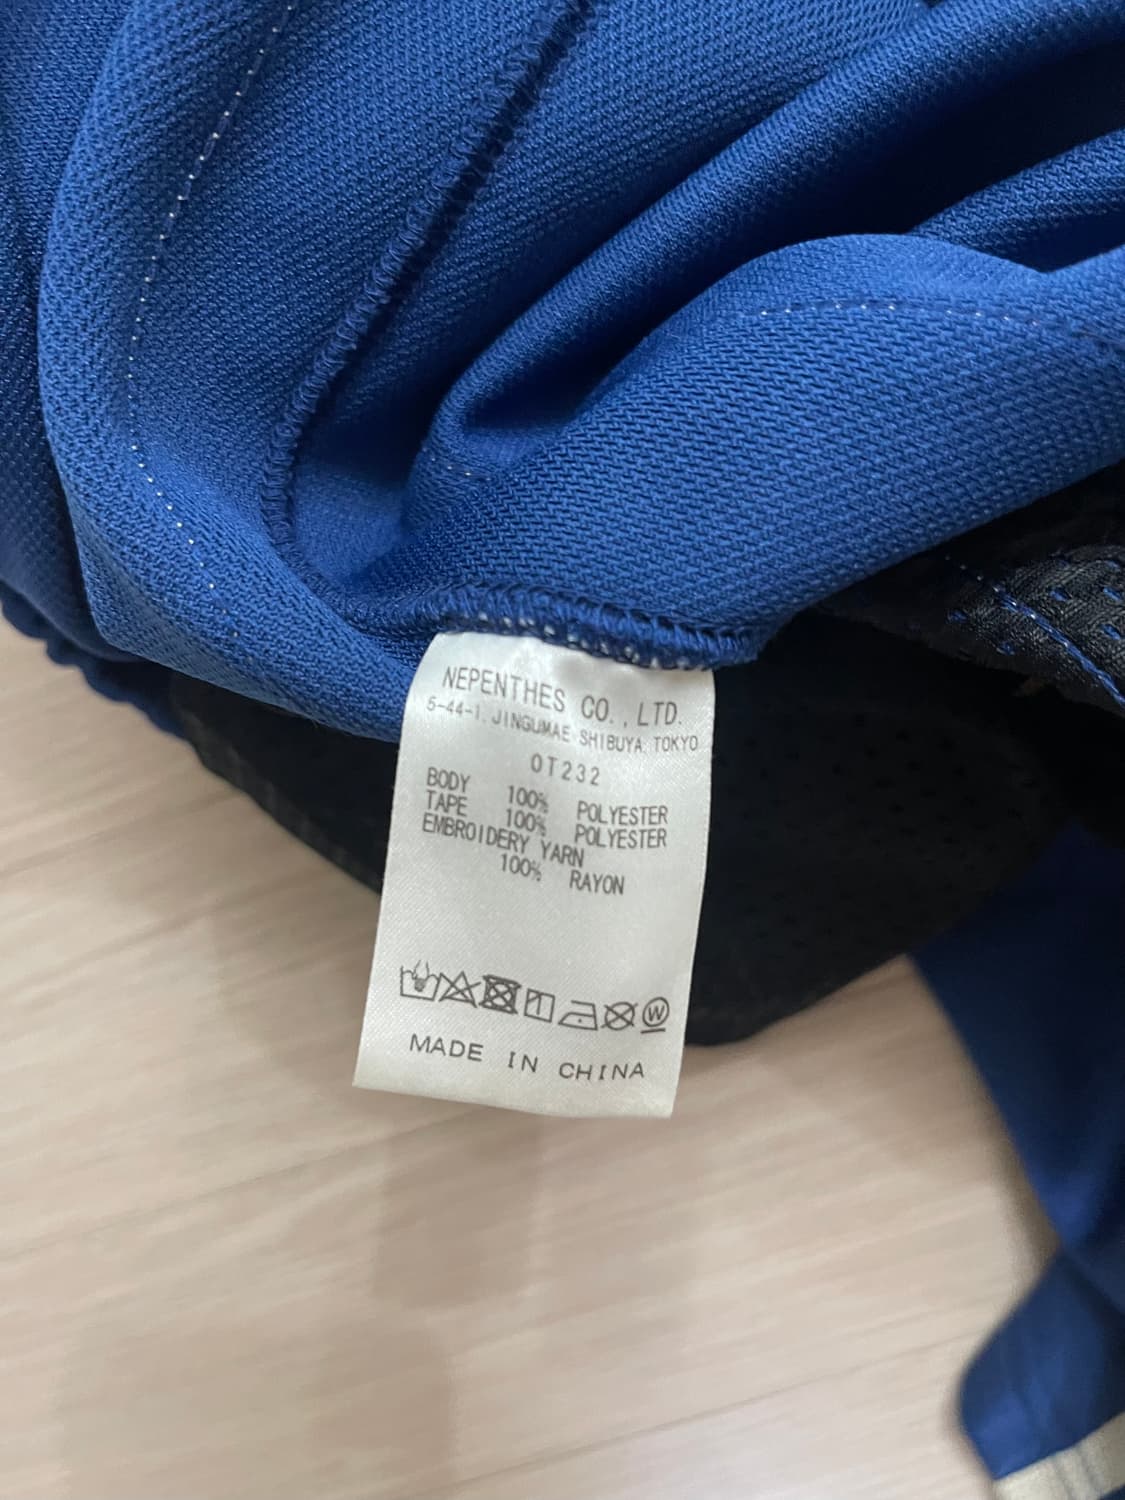 NEPENTHES CO., LTD.
5-44-1, JINGUMAE SHIBUYA, TOKYO
OT232
BODY 100% POLYESTER
TAPE 100% POLYESTER
EMBROIDERY YARN
100% RAYON
W
MADE IN CHINA